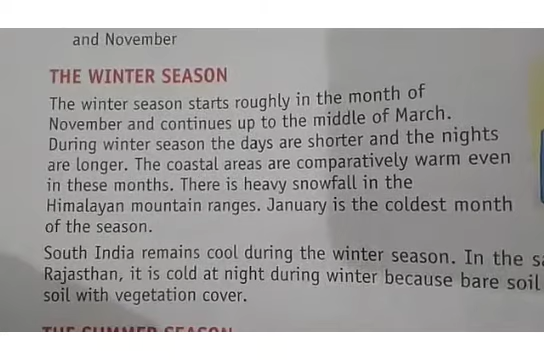 and November
THE WINTER SEASON
The winter season starts roughly in the month of
November and continues up to the middle of March.
During winter season the days are shorter and the nights
are longer. The coastal areas are comparatively warm even
in these months. There is heavy snowfall in the
Himalayan mountain ranges. January is the coldest month
of the season.
South India remains cool during the winter season. In the
Rajasthan, it is cold at night during winter because bare soil
soil with vegetation cover.
THE SUMMER SEASON